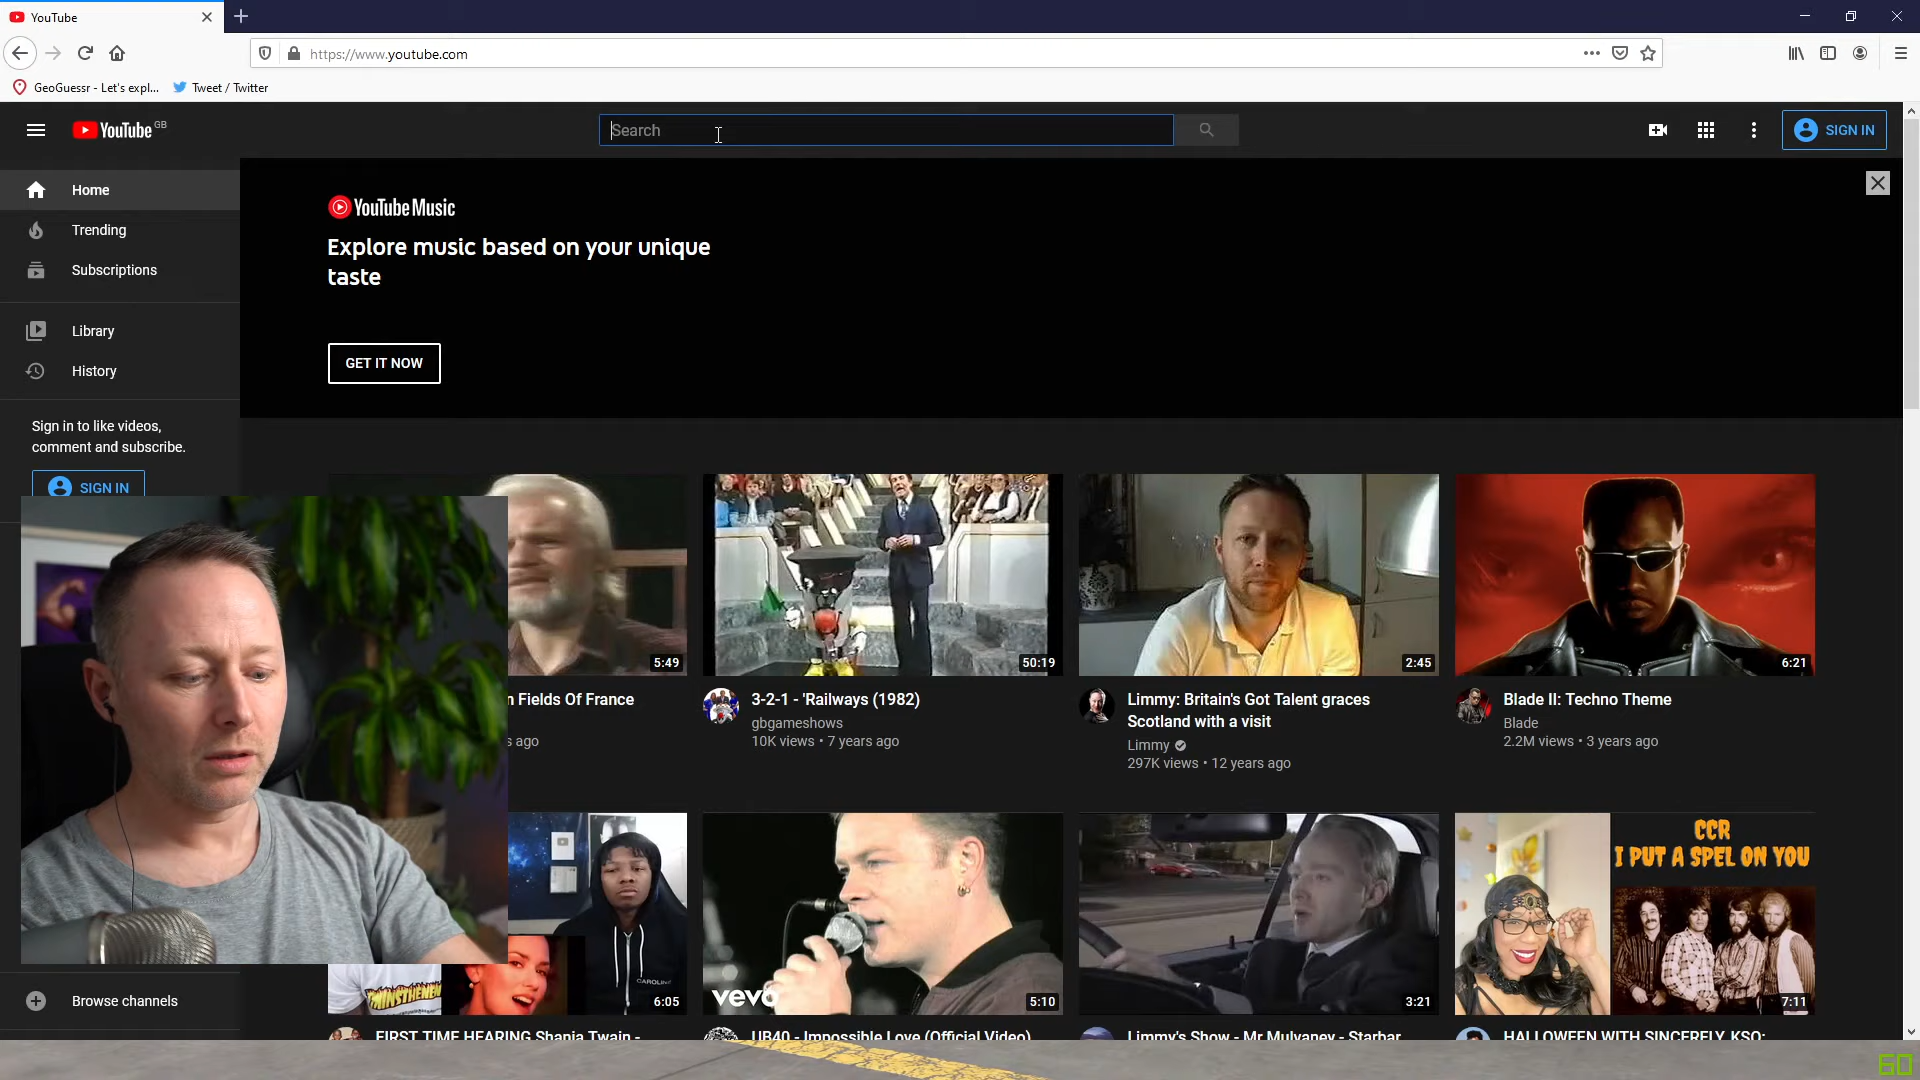 YouTube
https://www.youtube.com
GeoGuessr - Let's expl...
Tweet / Twitter
YouTube GB
Search
SIGN IN
Home
Trending
Subscriptions
Library
History
Sign in to like videos,
comment and subscribe.
SIGN IN
Browse channels
YouTube Music
Explore music based on your unique
taste
GET IT NOW
5:49
n Fields Of France
s ago
50:19
3-2-1 - 'Railways (1982)
gbgameshows
10K views • 7 years ago
2:45
Limmy: Britain's Got Talent graces
Scotland with a visit
Limmy
297K views • 12 years ago
6:21
Blade II: Techno Theme
Blade
2.2M views • 3 years ago
6:05
FIRST TIME HEARING Shania Twain -
vevo
5:10
UB40 - Impossible Love (Official Video)
3:21
Limmy's Show - Mr Mulvaney - Starbar
CCR
I PUT A SPEL ON YOU
7:11
HALLOWEEN WITH SINCERELY, KSO:
60